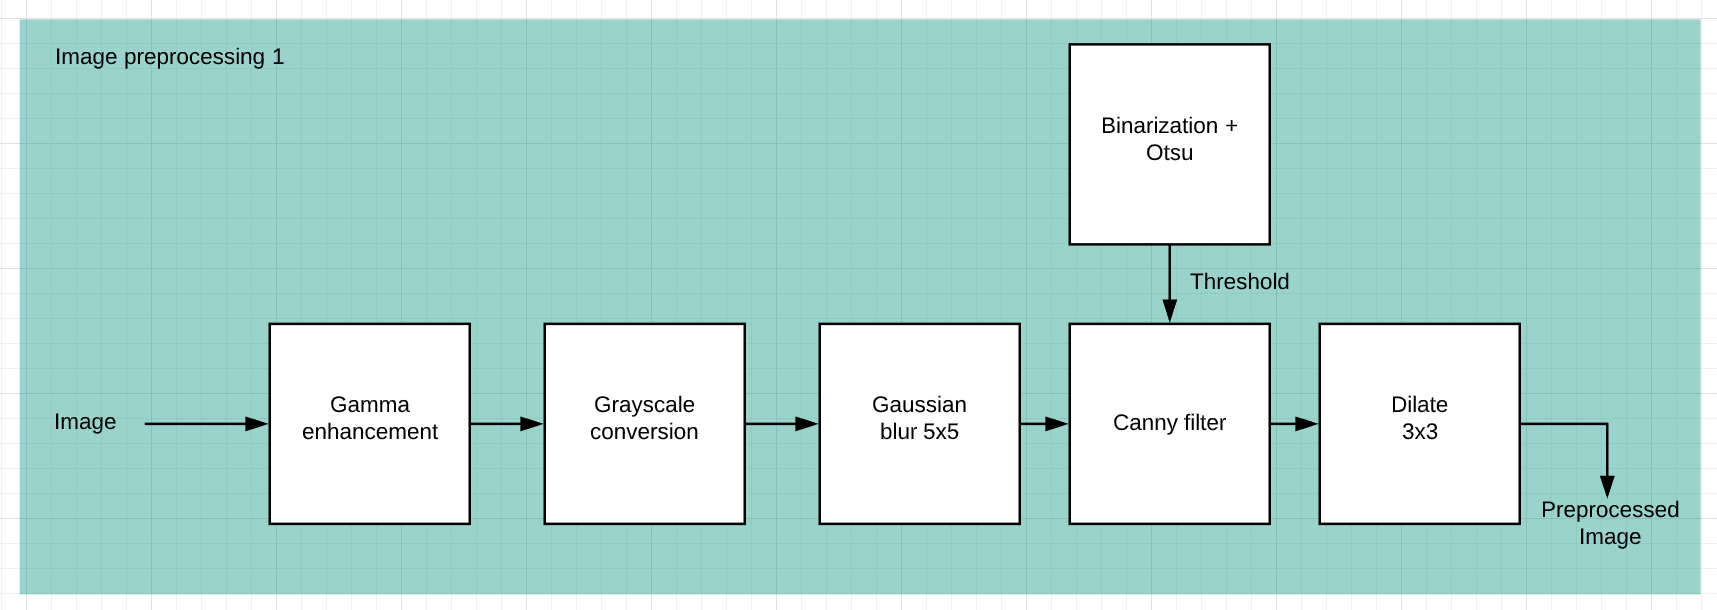 Image preprocessing 1
Binarization +
Otsu
Threshold
Image
Gamma
enhancement
Grayscale
conversion
Gaussian
blur 5x5
Canny filter
Dilate
3x3
Preprocessed
Image